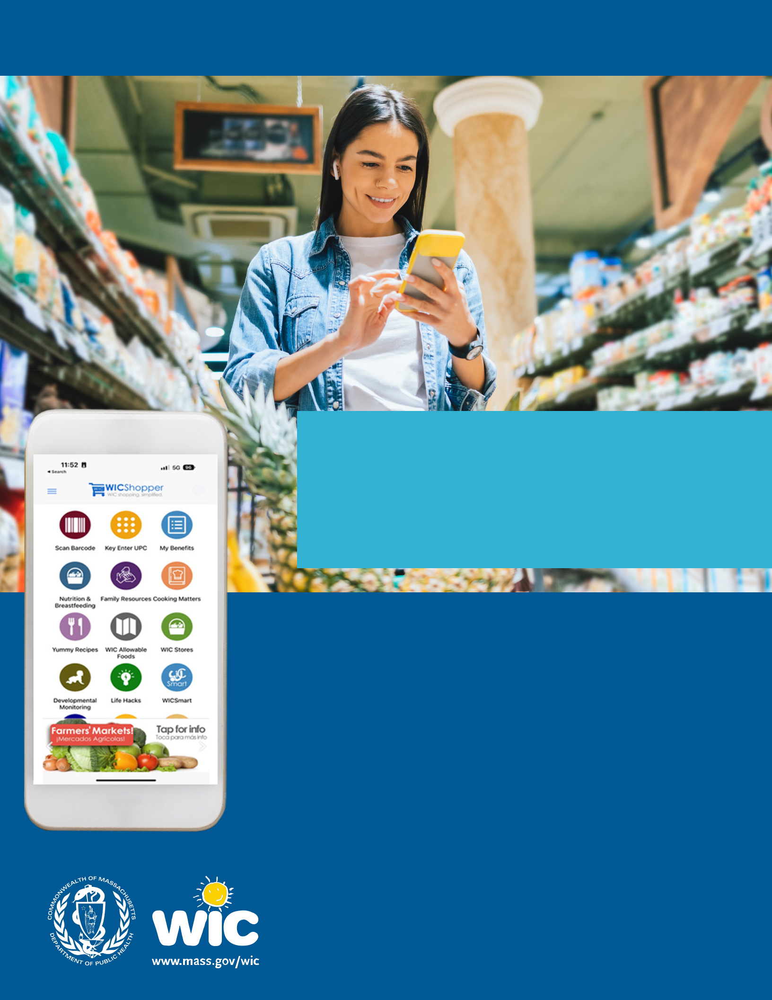 11:52
Search
5G 96
WIC
WICShopper
WIC shopping, simplified.
Scan Barcode
Key Enter UPC
My Benefits
Nutrition &
Breastfeeding
Family Resources
Cooking Matters
Yummy Recipes
WIC Allowable
Foods
WIC Stores
WIC
Smart
Developmental
Monitoring
Life Hacks
WICSmart
Farmers' Markets!
¡Mercados Agrícolas!
Tap for info
Toca para más info
COMMONWEALTH OF MASSACHUSETTS
DEPARTMENT OF PUBLIC HEALTH
WIC
www.mass.gov/wic